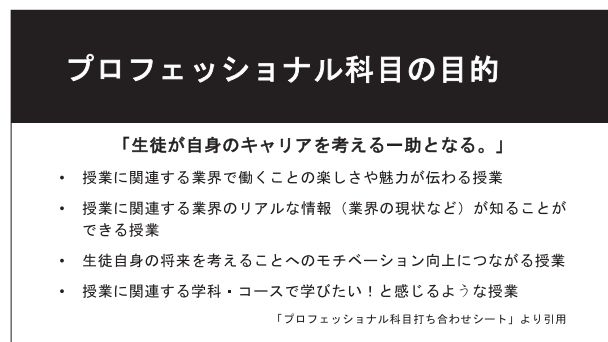 プロフェッショナル科目の目的
「生徒が自身のキャリアを考える一助となる。」
• 授業に関連する業界で働くことの楽しさや魅力が伝わる授業
• 授業に関連する業界のリアルな情報（業界の現状など）が知ることが
できる授業
• 生徒自身の将来を考えることへのモチベーション向上につながる授業
• 授業に関連する学科・コースで学びたい！と感じるような授業
「プロフェッショナル科目打ち合わせシート」より引用